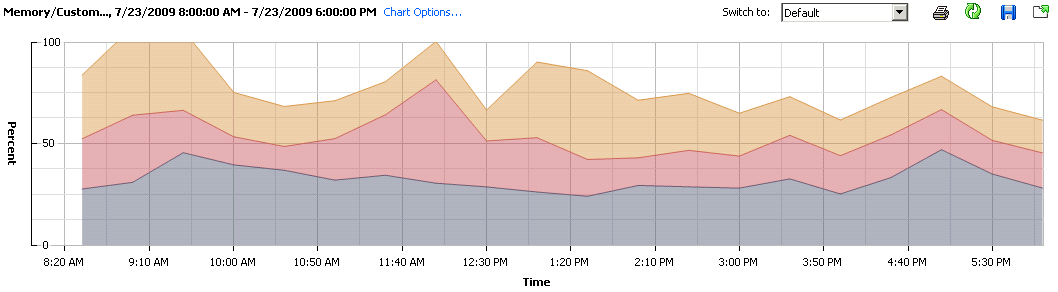 Memory/Custom..., 7/23/2009 8:00:00 AM - 7/23/2009 6:00:00 PM Chart Options... Switch to: Default
100
50
0
Percent
8:20 AM 9:10 AM 10:00 AM 10:50 AM 11:40 AM 12:30 PM 1:20 PM 2:10 PM 3:00 PM 3:50 PM 4:40 PM 5:30 PM
Time